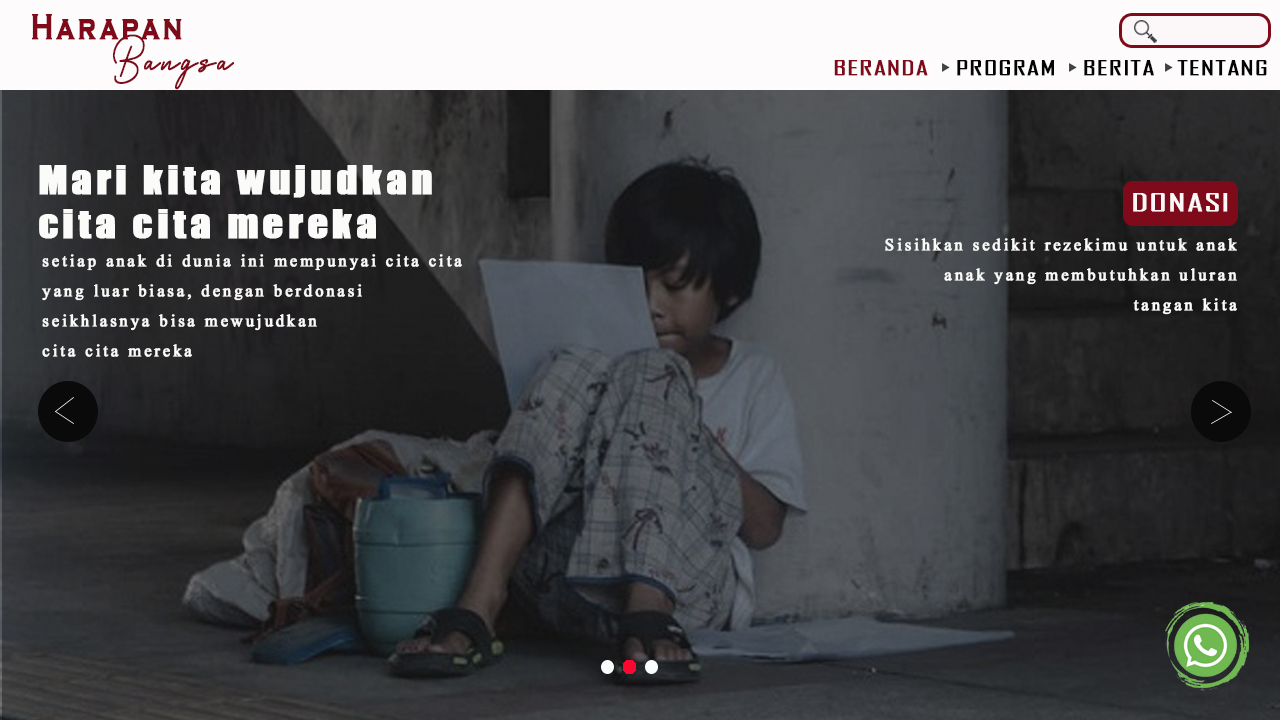 HARAPAN
Bangsa
BERANDA PROGRAM BERITA TENTANG
Mari kita wujudkan
cita cita mereka
setiap anak di dunia ini mempunyai cita cita
yang luar biasa, dengan berdonasi
seikhlasnya bisa mewujudkan
cita cita mereka
DONASI
Sisihkan sedikit rezekimu untuk anak
anak yang membutuhkan uluran
tangan kita